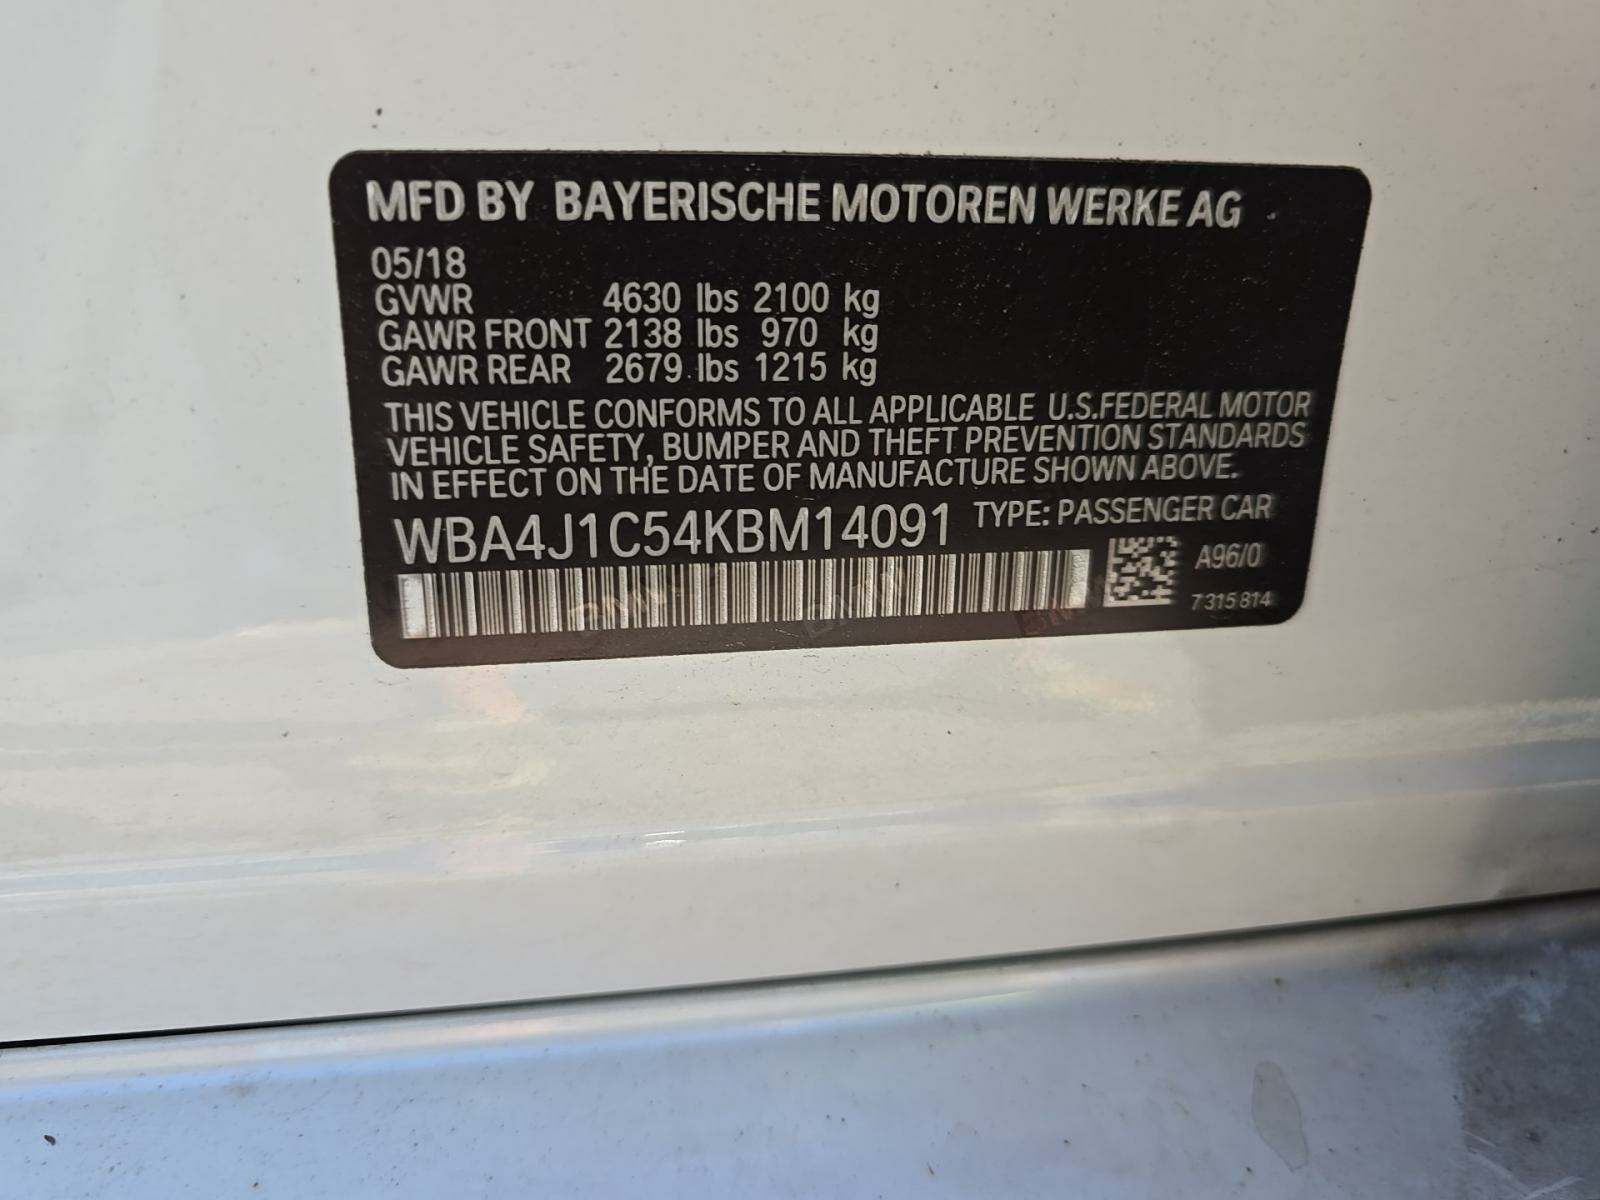 MFD BY BAYERISCHE MOTOREN WERKE AG
05/18
GVWR 4630 lbs 2100 kg
GAWR FRONT 2138 lbs 970 kg
GAWR REAR 2679 lbs 1215 kg
THIS VEHICLE CONFORMS TO ALL APPLICABLE U.S.FEDERAL MOTOR
VEHICLE SAFETY, BUMPER AND THEFT PREVENTION STANDARDS
IN EFFECT ON THE DATE OF MANUFACTURE SHOWN ABOVE.
WBA4J1C54KBM14091 TYPE: PASSENGER CAR
A96/0
7 315 814